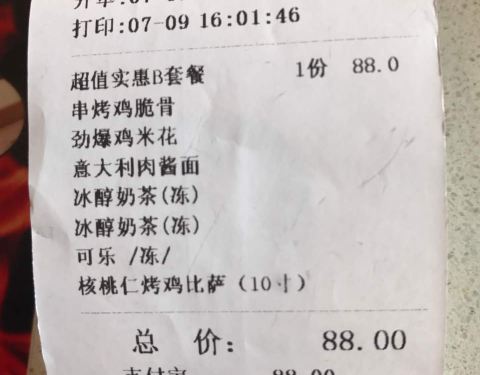 打印:07-09 16:01:46
超值实惠B套餐 1份 88.0
串烤鸡脆骨
劲爆鸡米花
意大利肉酱面
冰醇奶茶(冻)
冰醇奶茶(冻)
可乐 /冻/
核桃仁烤鸡比萨（10寸）
总 价: 88.00